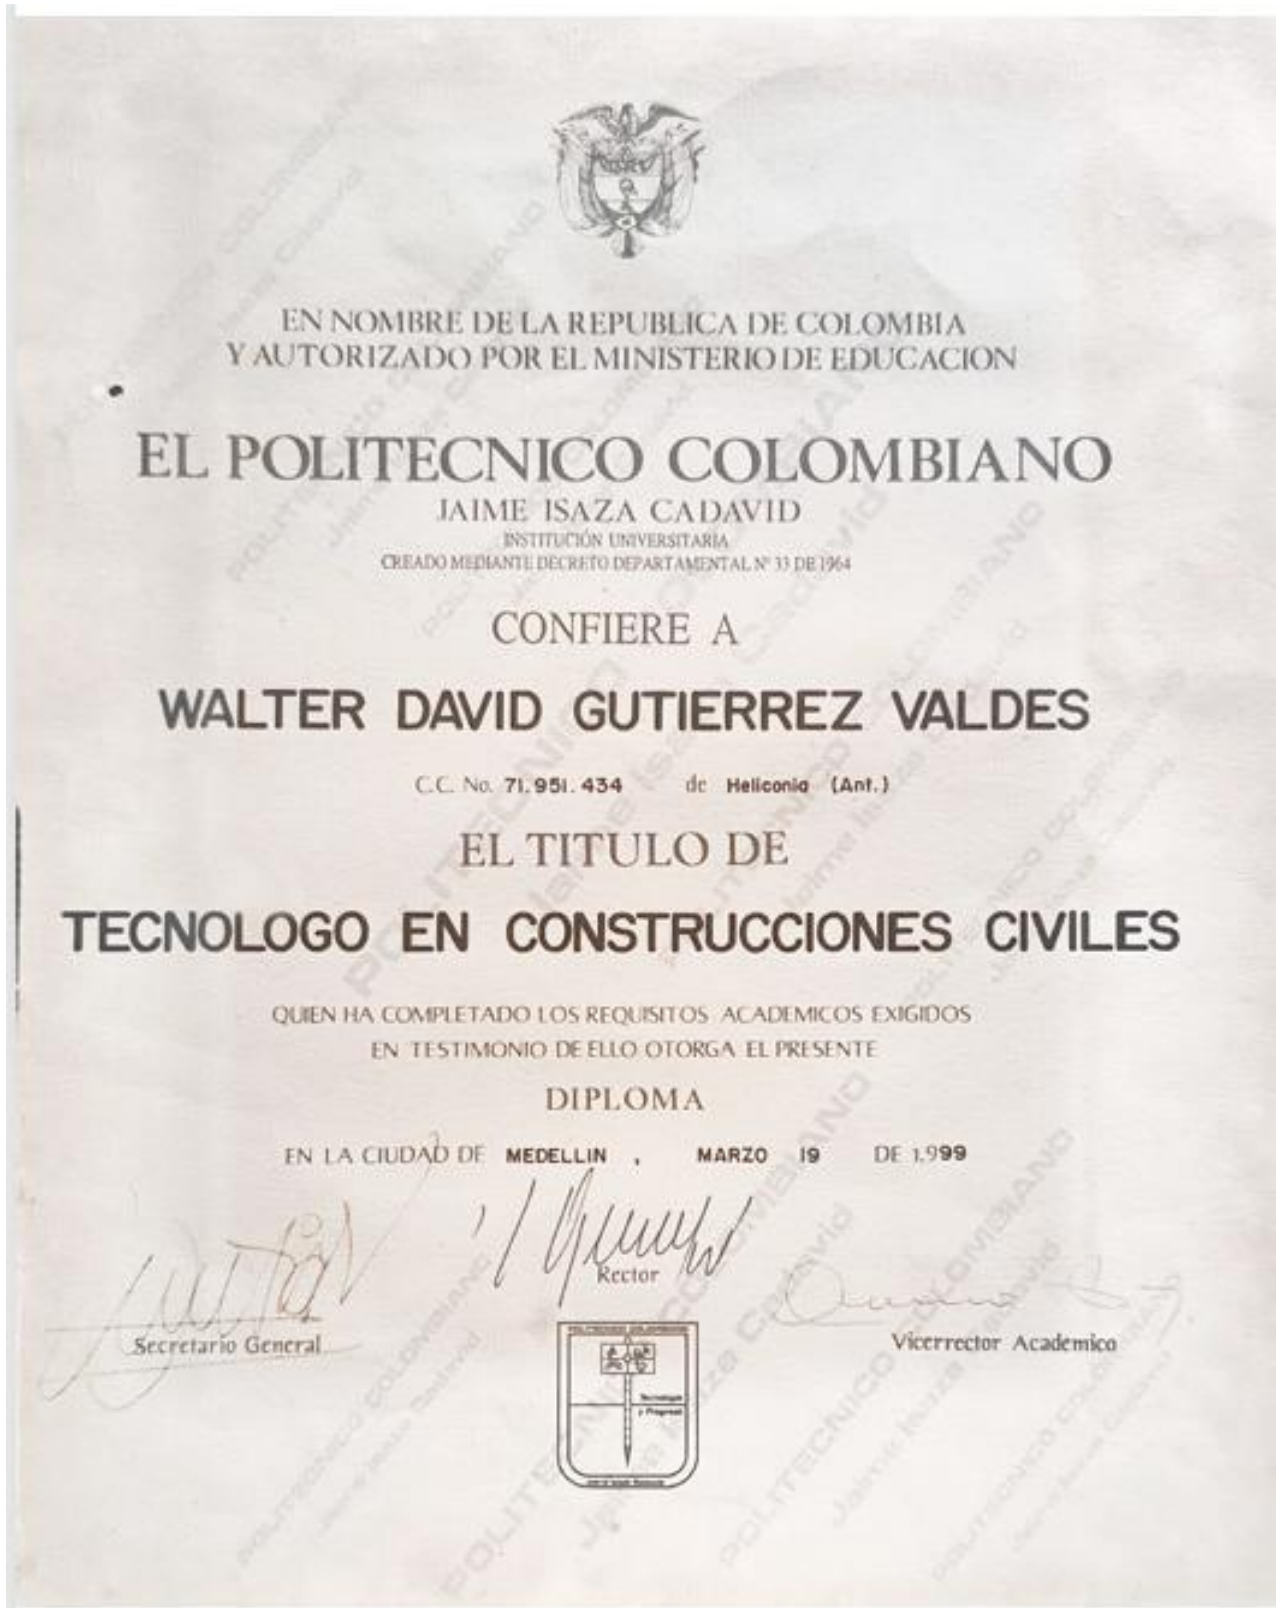 EN NOMBRE DE LA REPUBLICA DE COLOMBIA
Y AUTORIZADO POR EL MINISTERIO DE EDUCACION
EL POLITECNICO COLOMBIANO
JAIME ISAZA CADAVID
INSTITUCIÓN UNIVERSITARIA
CREADO MEDIANTE DECRETO DEPARTAMENTAL Nº 33 DE 1964
CONFIERE A
WALTER DAVID GUTIERREZ VALDES
C.C. No. 71.951.434 de Heliconia (Ant.)
EL TITULO DE
TECNOLOGO EN CONSTRUCCIONES CIVILES
QUIEN HA COMPLETADO LOS REQUISITOS ACADEMICOS EXIGIDOS
EN TESTIMONIO DE ELLO OTORGA EL PRESENTE
DIPLOMA
EN LA CIUDAD DE MEDELLIN , MARZO 19 DE 1.999
Rector
Secretario General
Vicerrector Academico
POLITECNICO COLOMBIANO
Tecnología
y Progreso